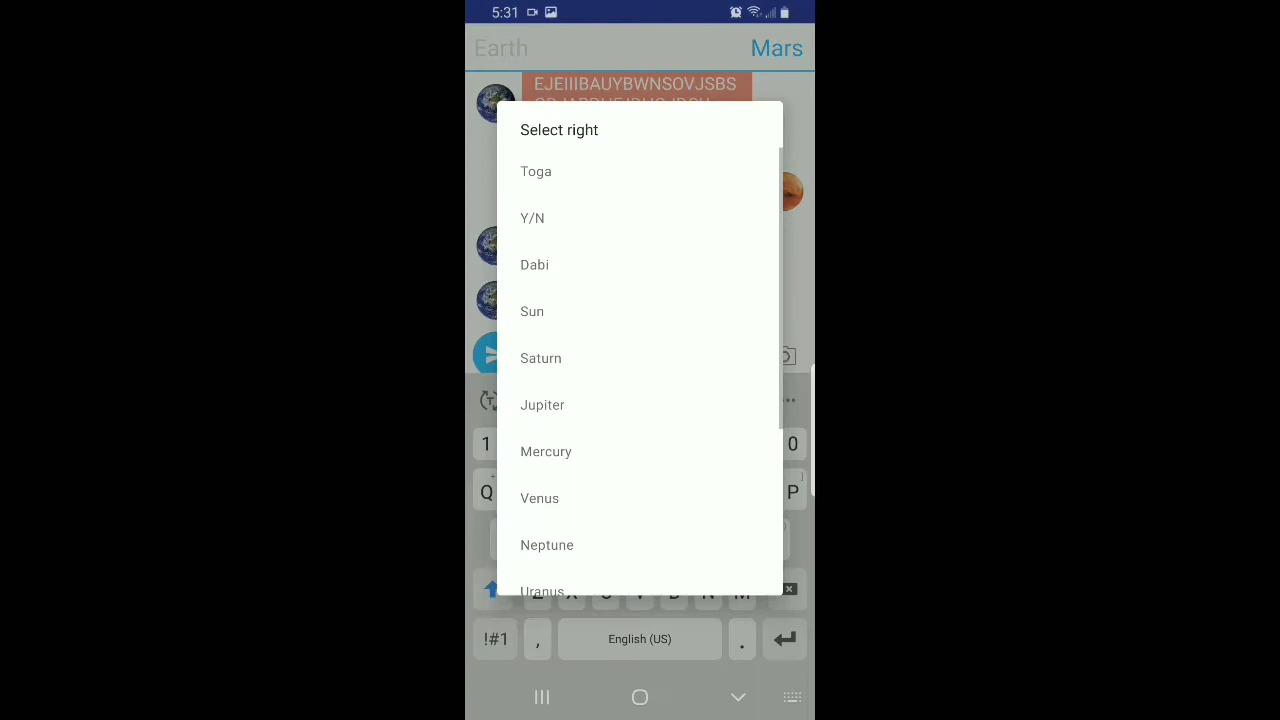 5:31
Earth
Mars
EJEIIIBAUYBWNSOVJSBS
Select right
Toga
Y/N
Dabi
Sun
Saturn
Jupiter
Mercury
Venus
Neptune
Uranus
1
0
Q
P
!#1
,
English (US)
.